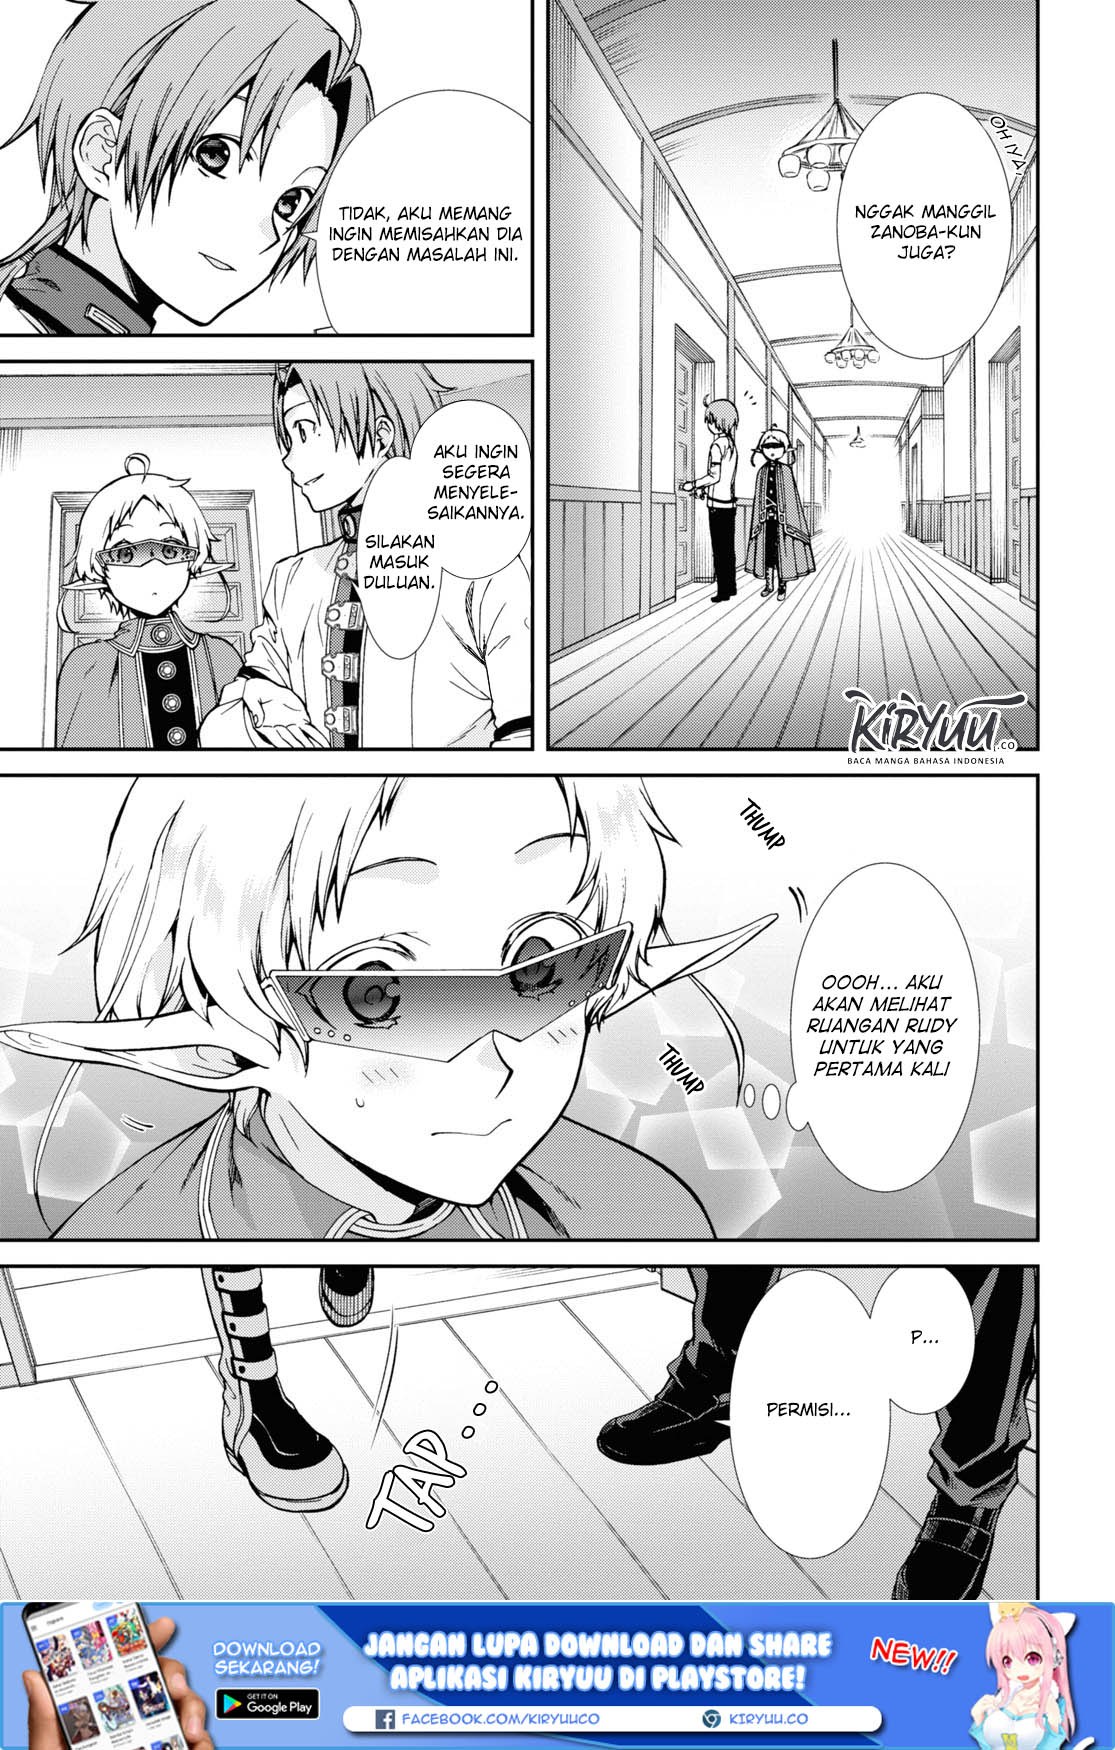 OH IYA,
NGGAK MANGGIL
ZANOBA-KUN
JUGA?
TIDAK, AKU MEMANG
INGIN MEMISAHKAN DIA
DENGAN MASALAH INI.
AKU INGIN
SEGERA
MENYELE-
SAIKANNYA.
SILAKAN
MASUK
DULUAN.
KIRYUU.CO
BACA MANGA BAHASA INDONESIA
THUMP
OOOH... AKU
AKAN MELIHAT
RUANGAN RUDY
UNTUK YANG
PERTAMA KALI
THUMP
P...
PERMISI...
TAP...
DOWNLOAD
SEKARANG!
GET IT ON
Google Play
JANGAN LUPA DOWNLOAD DAN SHARE
APLIKASI KIRYUU DI PLAYSTORE!
FACEBOOK.COM/KIRYUUCO
KIRYUU.CO
NEW!!
M